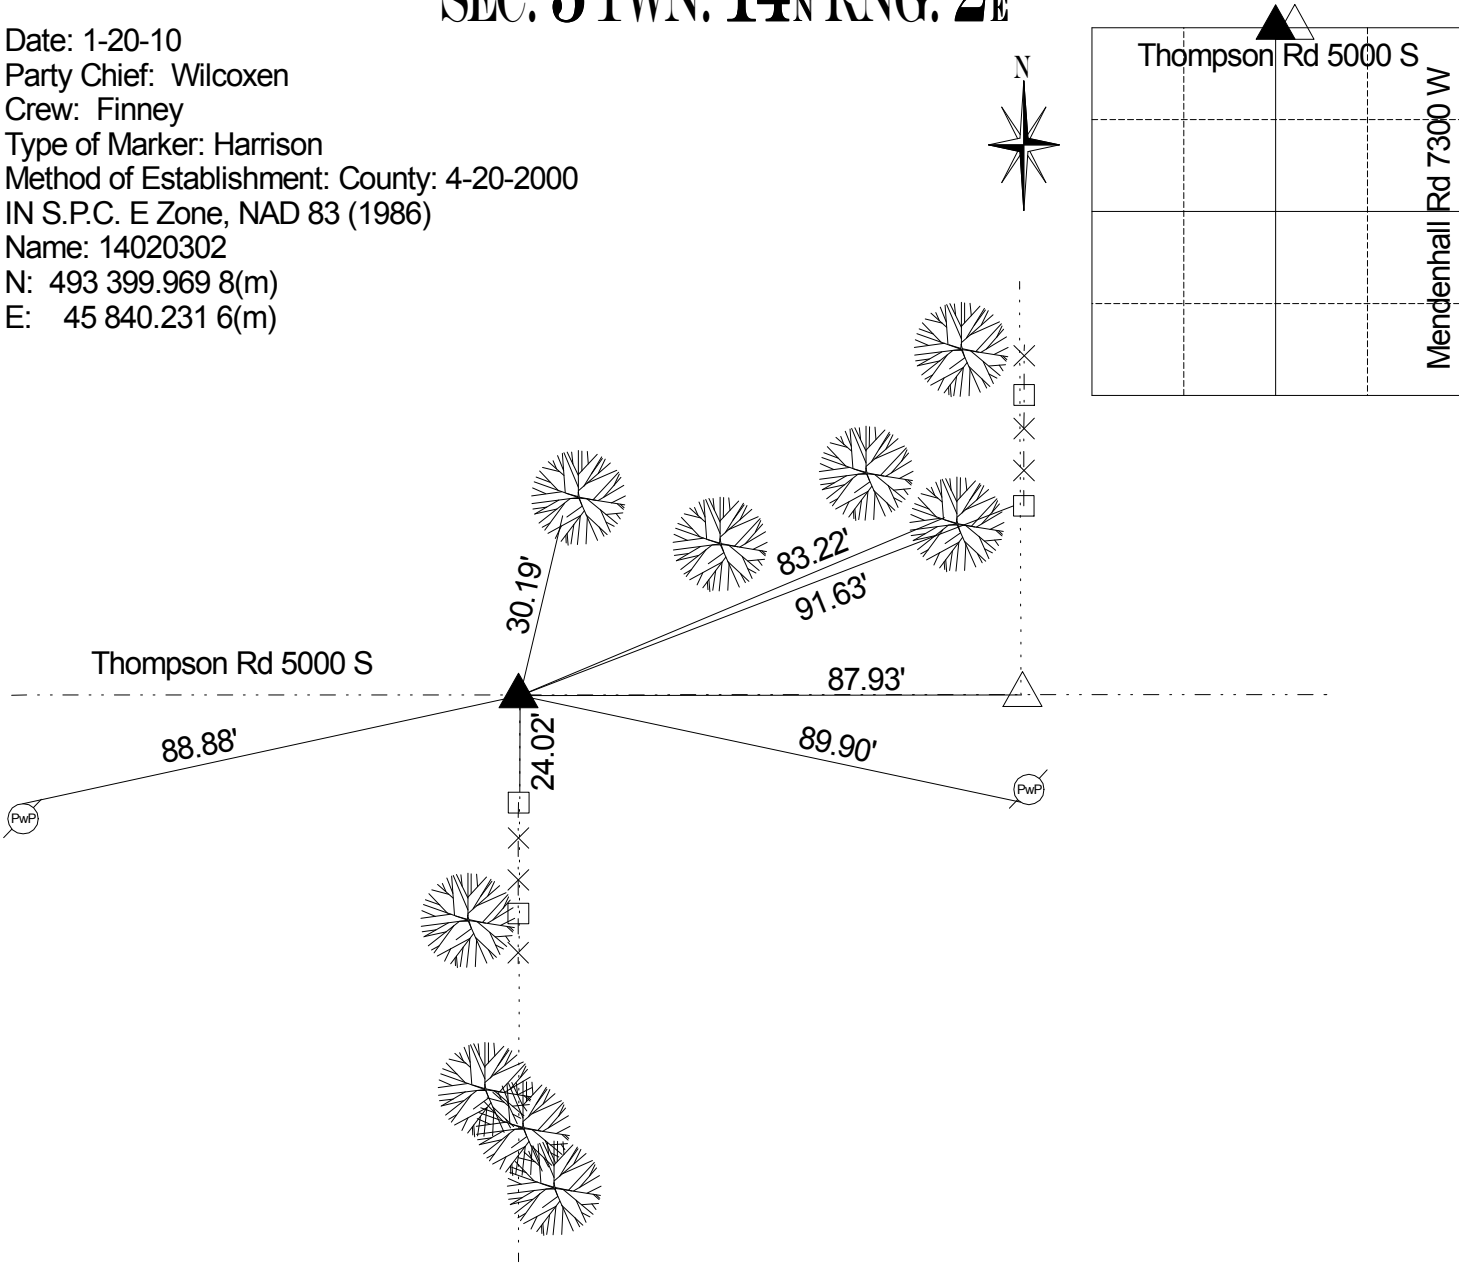 SEC. 3 TWN. 14N RNG. 2E
Date: 1-20-10
Party Chief: Wilcoxen
Crew: Finney
Type of Marker: Harrison
Method of Establishment: County: 4-20-2000
IN S.P.C. E Zone, NAD 83 (1986)
Name: 14020302
N: 493 399.969 8(m)
E: 45 840.231 6(m)
N
Thompson Rd 5000 S
Mendenhall Rd 7300 W
30.19'
83.22'
91.63'
Thompson Rd 5000 S
87.93'
88.88'
24.02'
89.90'
PwP
PwP